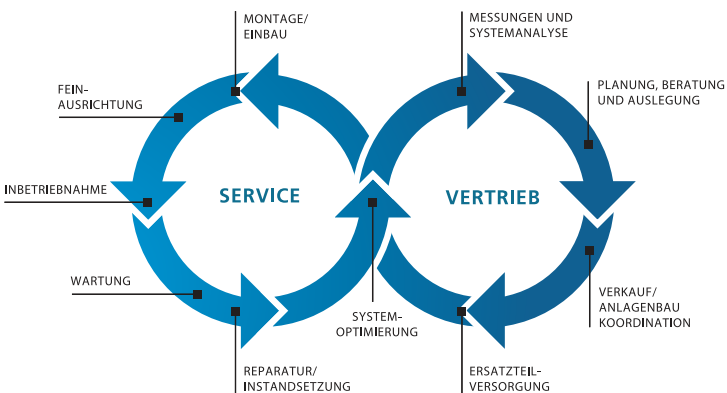 MONTAGE/
EINBAU
MESSUNGEN UND
SYSTEMANALYSE
FEIN-
AUSRICHTUNG
PLANUNG, BERATUNG
UND AUSLEGUNG
INBETRIEBNAHME
SERVICE
VERTRIEB
WARTUNG
SYSTEM-
OPTIMIERUNG
VERKAUF/
ANLAGENBAU
KOORDINATION
REPARATUR/
INSTANDSETZUNG
ERSATZTEIL-
VERSORGUNG